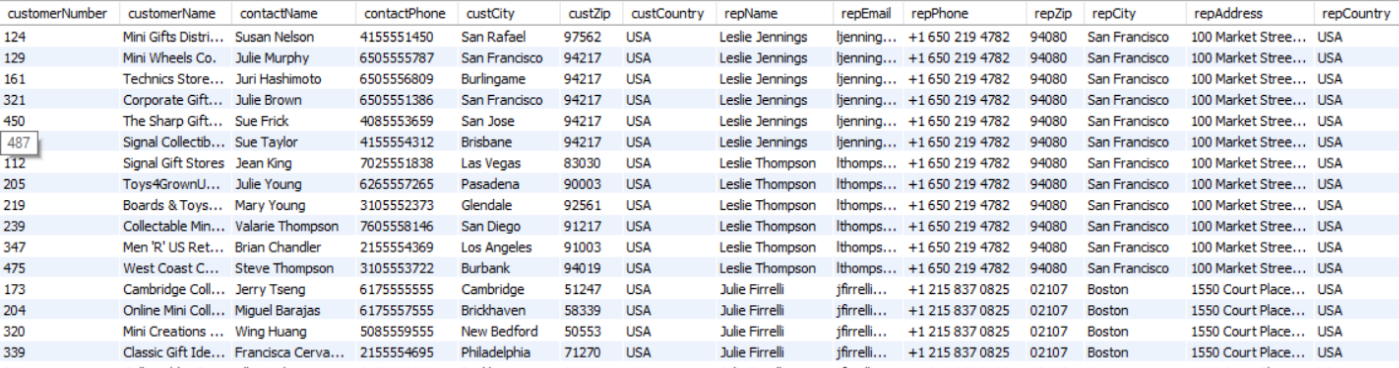 customerNumber customerName contactName contactPhone custCity custZip custCountry repName repEmail repPhone repZip repCity repAddress repCountry
124 Mini Gifts Distri... Susan Nelson 4155551450 San Rafael 97562 USA Leslie Jennings ljenning... +1 650 219 4782 94080 San Francisco 100 Market Stree... USA
129 Mini Wheels Co. Julie Murphy 6505555787 San Francisco 94217 USA Leslie Jennings ljenning... +1 650 219 4782 94080 San Francisco 100 Market Stree... USA
161 Technics Store... Juri Hashimoto 6505556809 Burlingame 94217 USA Leslie Jennings ljenning... +1 650 219 4782 94080 San Francisco 100 Market Stree... USA
321 Corporate Gift... Julie Brown 6505551386 San Francisco 94217 USA Leslie Jennings ljenning... +1 650 219 4782 94080 San Francisco 100 Market Stree... USA
450 The Sharp Gift... Sue Frick 4085553659 San Jose 94217 USA Leslie Jennings ljenning... +1 650 219 4782 94080 San Francisco 100 Market Stree... USA
487 Signal Collectib... Sue Taylor 4155554312 Brisbane 94217 USA Leslie Jennings ljenning... +1 650 219 4782 94080 San Francisco 100 Market Stree... USA
112 Signal Gift Stores Jean King 7025551838 Las Vegas 83030 USA Leslie Thompson lthomps... +1 650 219 4782 94080 San Francisco 100 Market Stree... USA
205 Toys4GrownU... Julie Young 6265557265 Pasadena 90003 USA Leslie Thompson lthomps... +1 650 219 4782 94080 San Francisco 100 Market Stree... USA
219 Boards & Toys... Mary Young 3105552373 Glendale 92561 USA Leslie Thompson lthomps... +1 650 219 4782 94080 San Francisco 100 Market Stree... USA
239 Collectable Min... Valarie Thompson 7605558146 San Diego 91217 USA Leslie Thompson lthomps... +1 650 219 4782 94080 San Francisco 100 Market Stree... USA
347 Men 'R' US Ret... Brian Chandler 2155554369 Los Angeles 91003 USA Leslie Thompson lthomps... +1 650 219 4782 94080 San Francisco 100 Market Stree... USA
475 West Coast C... Steve Thompson 3105553722 Burbank 94019 USA Leslie Thompson lthomps... +1 650 219 4782 94080 San Francisco 100 Market Stree... USA
173 Cambridge Coll... Jerry Tseng 6175555555 Cambridge 51247 USA Julie Firrelli jfirrelli... +1 215 837 0825 02107 Boston 1550 Court Place... USA
204 Online Mini Coll... Miguel Barajas 6175557555 Brickhaven 58339 USA Julie Firrelli jfirrelli... +1 215 837 0825 02107 Boston 1550 Court Place... USA
320 Mini Creations ... Wing Huang 5085559555 New Bedford 50553 USA Julie Firrelli jfirrelli... +1 215 837 0825 02107 Boston 1550 Court Place... USA
339 Classic Gift Ide... Francisca Cerva... 2155554695 Philadelphia 71270 USA Julie Firrelli jfirrelli... +1 215 837 0825 02107 Boston 1550 Court Place... USA